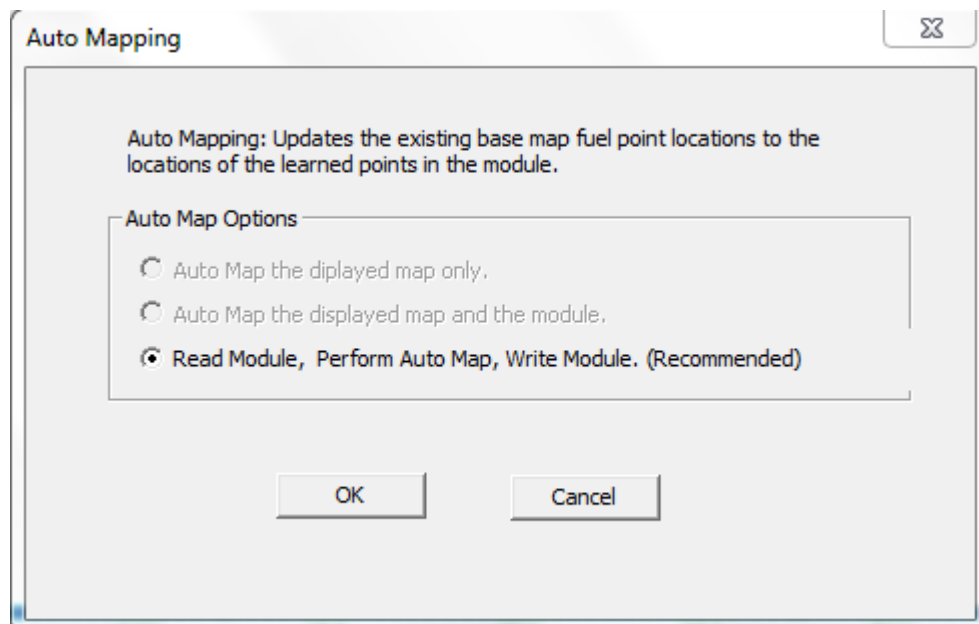 Auto Mapping
Auto Mapping: Updates the existing base map fuel point locations to the
locations of the learned points in the module.
Auto Map Options
Auto Map the diplayed map only.
Auto Map the displayed map and the module.
Read Module, Perform Auto Map, Write Module. (Recommended)
OK
Cancel